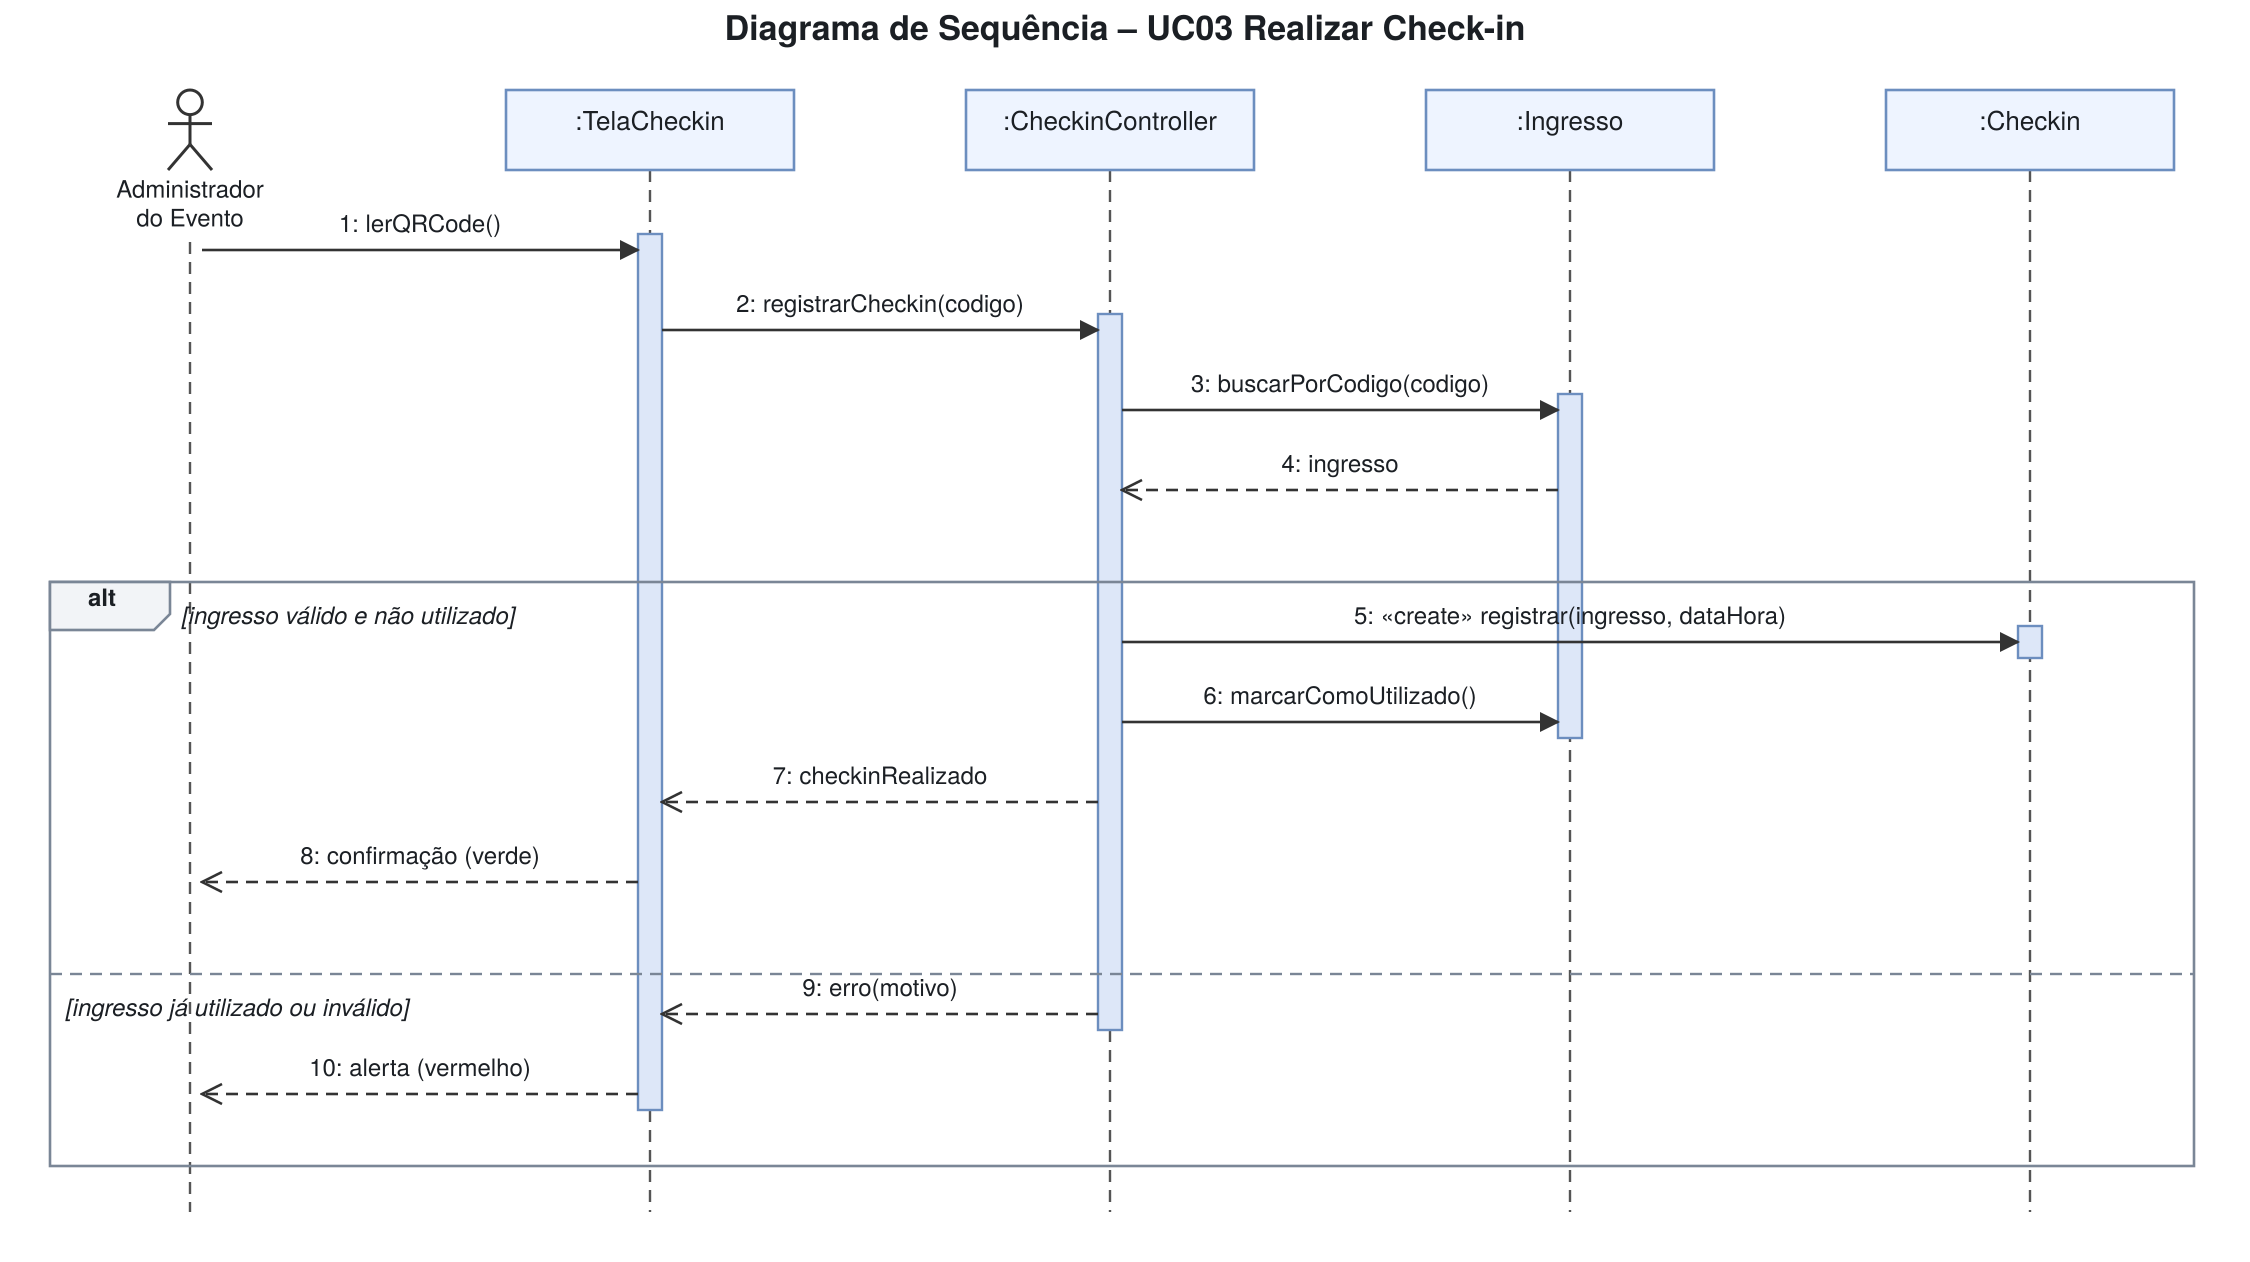 Diagrama de Sequência – UC03 Realizar Check-in
:TelaCheckin
:CheckinController
:Ingresso
:Checkin
Administrador
do Evento
1: lerQRCode()
2: registrarCheckin(codigo)
3: buscarPorCodigo(codigo)
4: ingresso
alt
[ingresso válido e não utilizado]
5: «create» registrar(ingresso, dataHora)
6: marcarComoUtilizado()
7: checkinRealizado
8: confirmação (verde)
9: erro(motivo)
[ingresso já utilizado ou inválido]
10: alerta (vermelho)